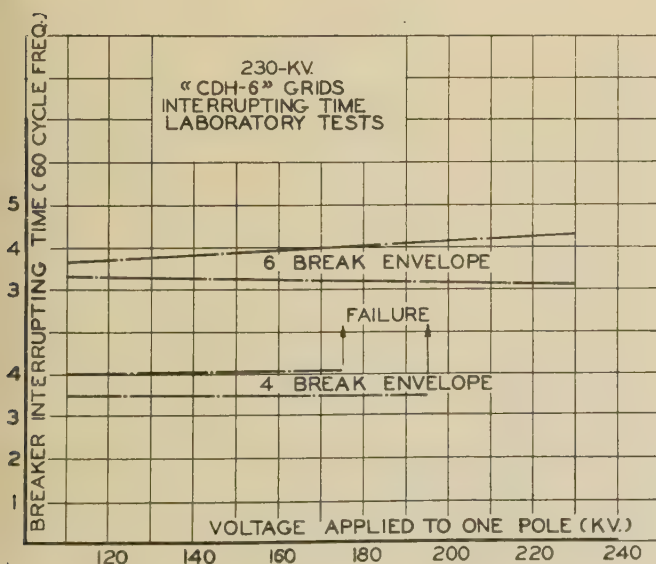 230-KV.
"CDH-6" GRIDS
INTERRUPTING TIME
LABORATORY TESTS
BREAKER INTERRUPTING TIME (60 CYCLE FREQ.)
5
4
6 BREAK ENVELOPE
3
FAILURE
4
4 BREAK ENVELOPE
3
2
1
VOLTAGE APPLIED TO ONE POLE (KV.)
120 140 160 180 200 220 240